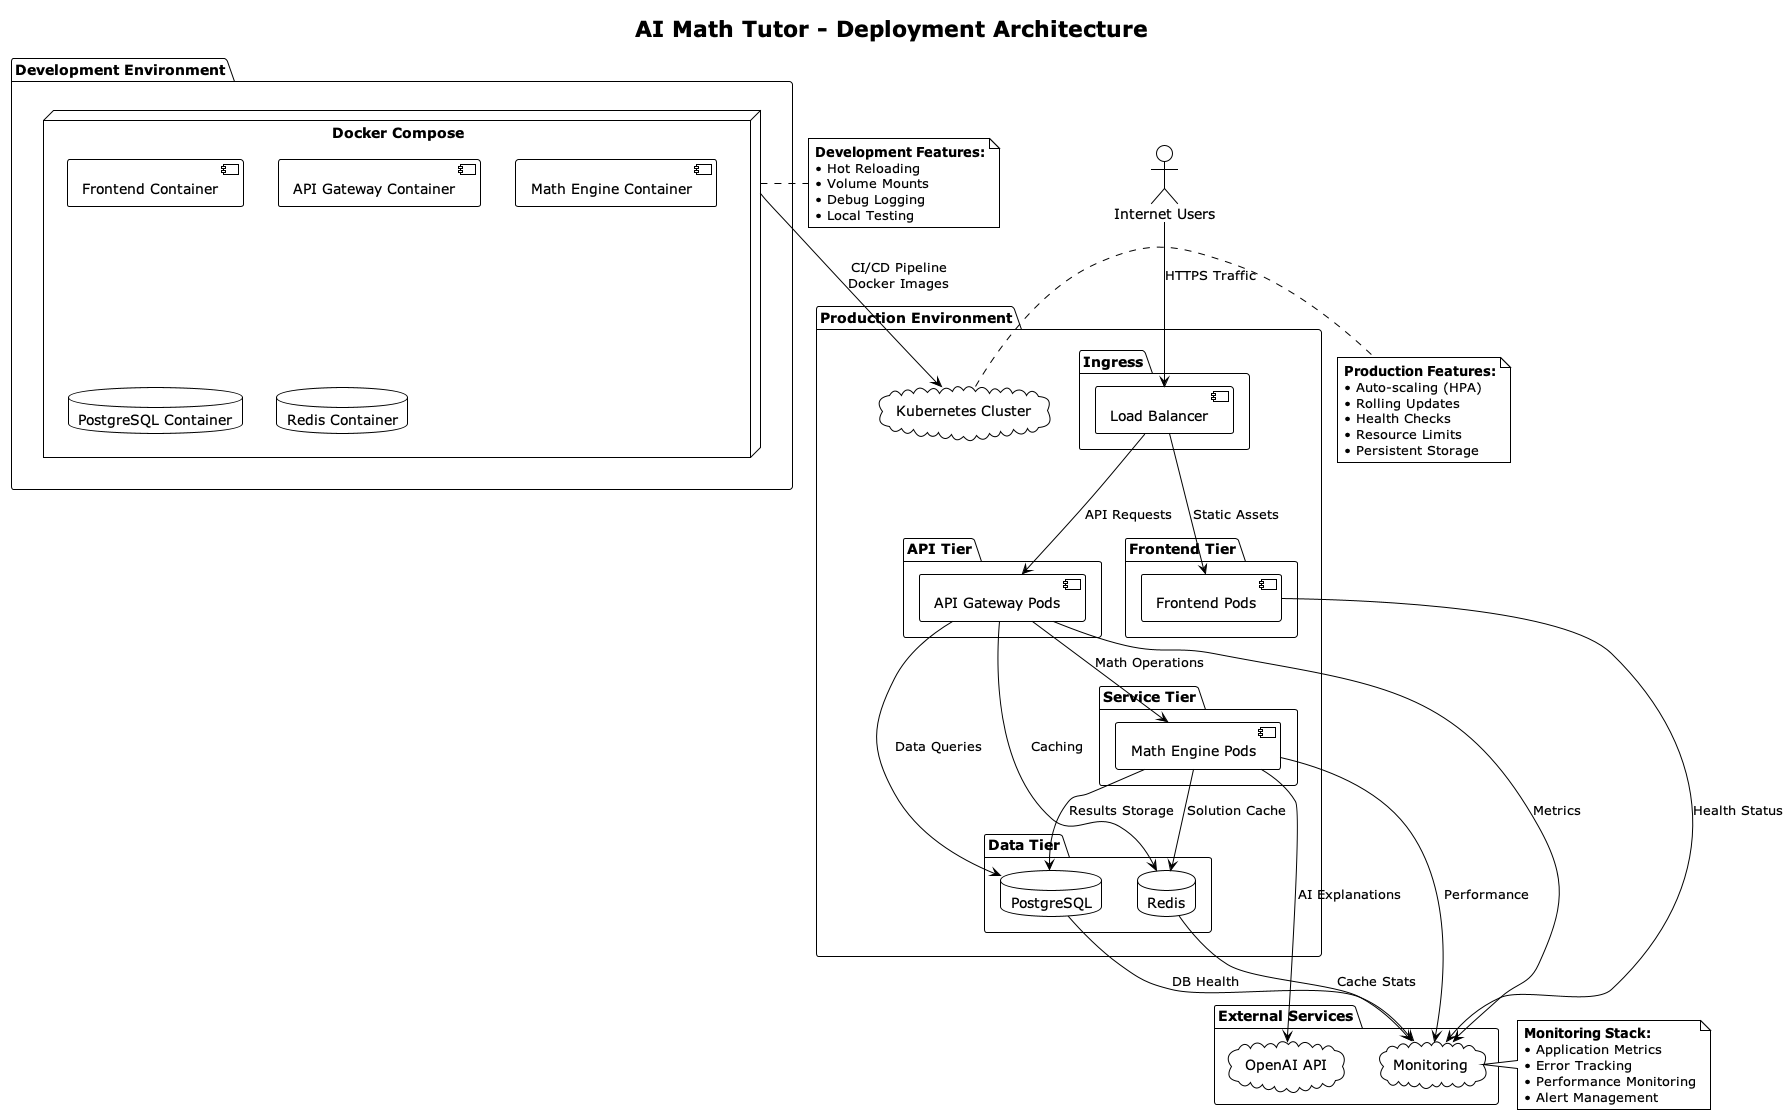 AI Math Tutor - Deployment Architecture
Development Environment
Docker Compose
Frontend Container
API Gateway Container
Math Engine Container
PostgreSQL Container
Redis Container
Development Features:
• Hot Reloading
• Volume Mounts
• Debug Logging
• Local Testing
Internet Users
CI/CD Pipeline
Docker Images
HTTPS Traffic
Production Environment
Kubernetes Cluster
Ingress
Load Balancer
Production Features:
• Auto-scaling (HPA)
• Rolling Updates
• Health Checks
• Resource Limits
• Persistent Storage
API Requests
Static Assets
API Tier
API Gateway Pods
Frontend Tier
Frontend Pods
Math Operations
Service Tier
Math Engine Pods
Data Queries
Caching
Results Storage
Solution Cache
Metrics
Health Status
Data Tier
PostgreSQL
Redis
AI Explanations
Performance
DB Health
Cache Stats
External Services
OpenAI API
Monitoring
Monitoring Stack:
• Application Metrics
• Error Tracking
• Performance Monitoring
• Alert Management